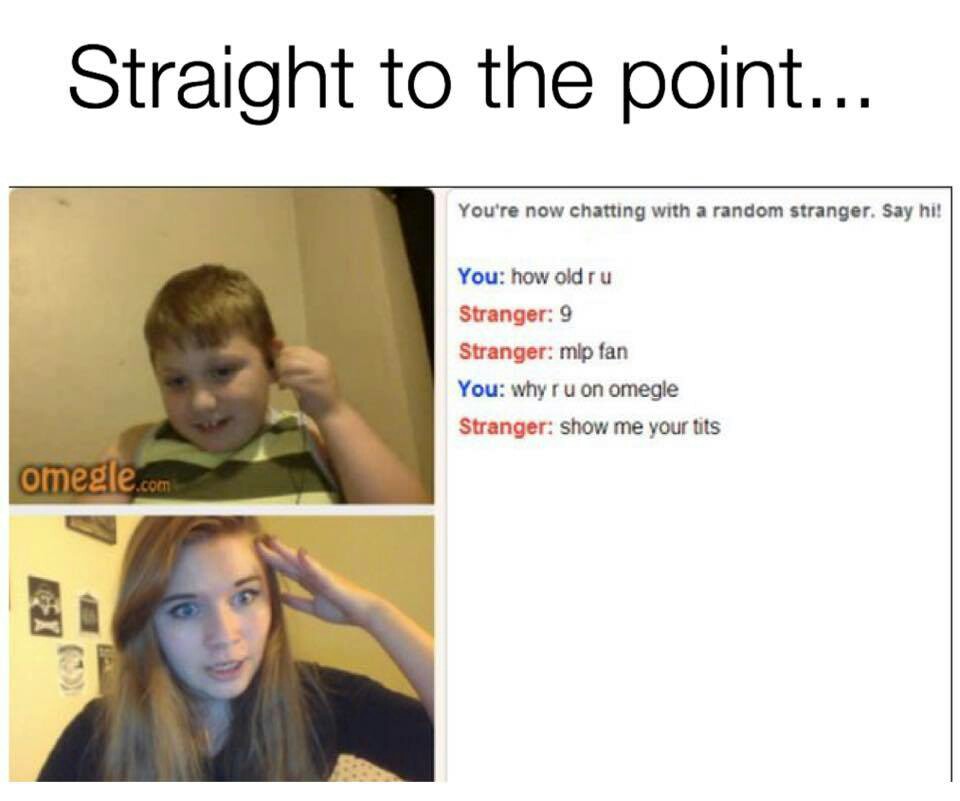 Straight to the point...
You're now chatting with a random stranger. Say hi!
You: how old r u
Stranger: 9
Stranger: mlp fan
You: why r u on omegle
Stranger: show me your tits
omegle.com